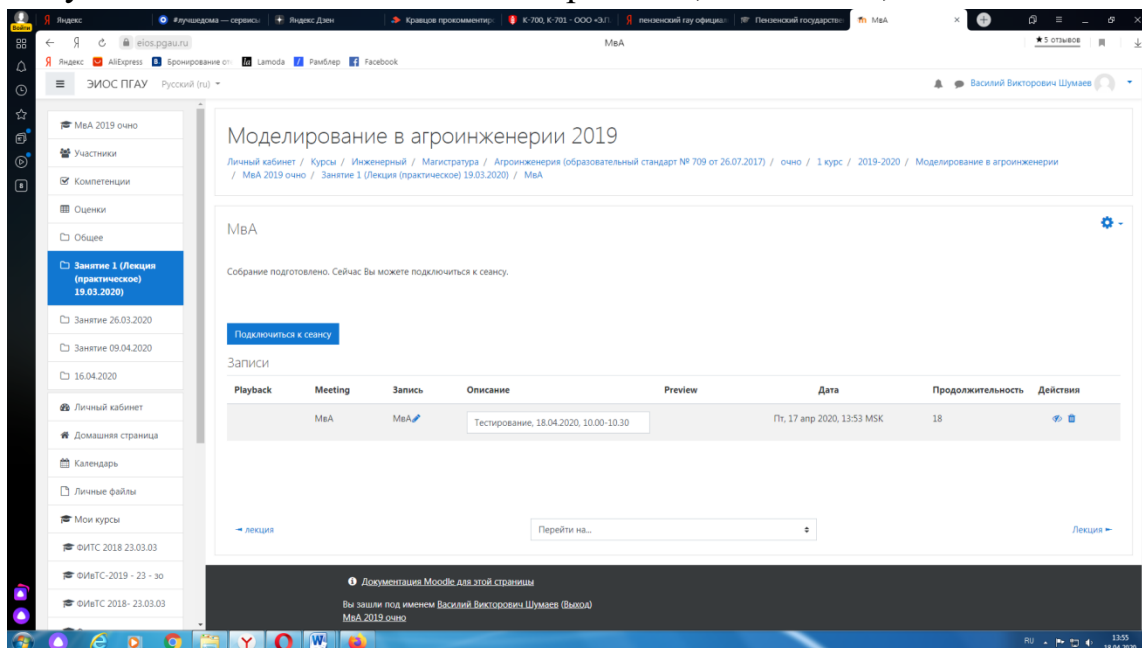 Яндекс
#лучшедома — сервисы
Яндекс Дзен
Кравцов прокомментир
К-700, К-701 - ООО «Э.Л.
пензенский гау официал
Пензенский государстве
МвА
Войти
eios.pgau.ru
МвА
★ 5 отзывов
Яндекс
AliExpress
Бронирование от
Lamoda
Рамблер
Facebook
ЭИОС ПГАУ
Русский (ru)
Василий Викторович Шумаев
МвА 2019 очно
Участники
Компетенции
Оценки
Общее
Занятие 1 (Лекция
(практическое)
19.03.2020)
Занятие 26.03.2020
Занятие 09.04.2020
16.04.2020
Личный кабинет
Домашняя страница
Календарь
Личные файлы
Мои курсы
ФИТС 2018 23.03.03
ФИвТС-2019 - 23 - зо
ФИвТС 2018- 23.03.03
Моделирование в агроинженерии 2019
Личный кабинет / Курсы / Инженерный / Магистратура / Агроинженерия (образовательный стандарт № 709 от 26.07.2017) / очно / 1 курс / 2019-2020 / Моделирование в агроинженерии
/ МвА 2019 очно / Занятие 1 (Лекция (практическое) 19.03.2020) / МвА
МвА
Собрание подготовлено. Сейчас Вы можете подключиться к сеансу.
Подключиться к сеансу
Записи
Playback Meeting Запись Описание Preview Дата Продолжительность Действия
МвА МвА Тестирование, 18.04.2020, 10.00-10.30 Пт, 17 апр 2020, 13:53 MSK 18
◄ лекция
Перейти на...
Лекция ►
Документация Moodle для этой страницы
Вы зашли под именем Василий Викторович Шумаев (Выход)
МвА 2019 очно
RU
13:55
18.04.2020